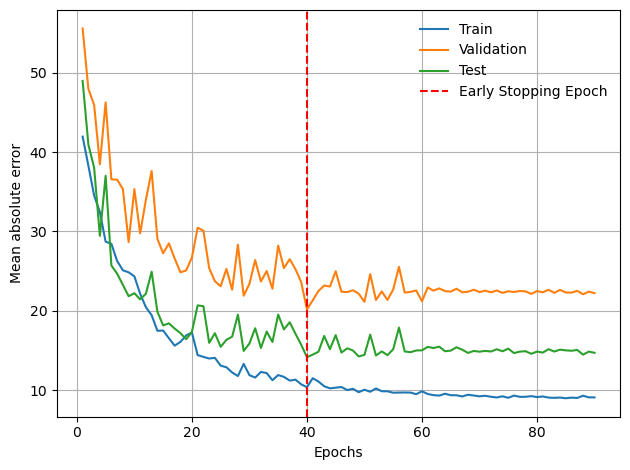 Train
Validation
Test
Early Stopping Epoch
50
40
30
20
10
Mean absolute error
0
20
40
60
80
Epochs